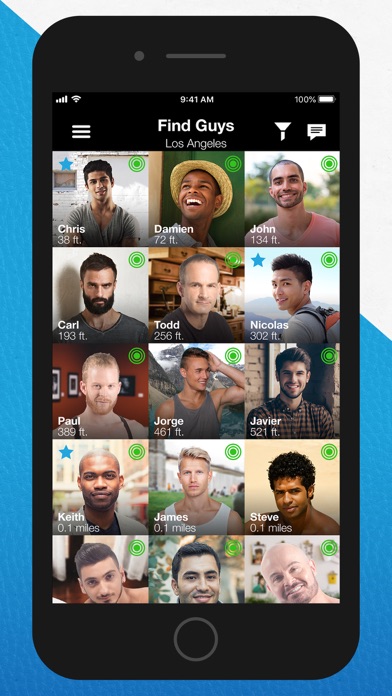 9:41 AM
100%
Find Guys
Los Angeles
Chris
38 ft.
Damien
72 ft.
John
134 ft.
Carl
193 ft.
Todd
256 ft.
Nicolas
302 ft.
Paul
389 ft.
Jorge
461 ft.
Javier
521 ft.
Keith
0.1 miles
James
0.1 miles
Steve
0.1 miles